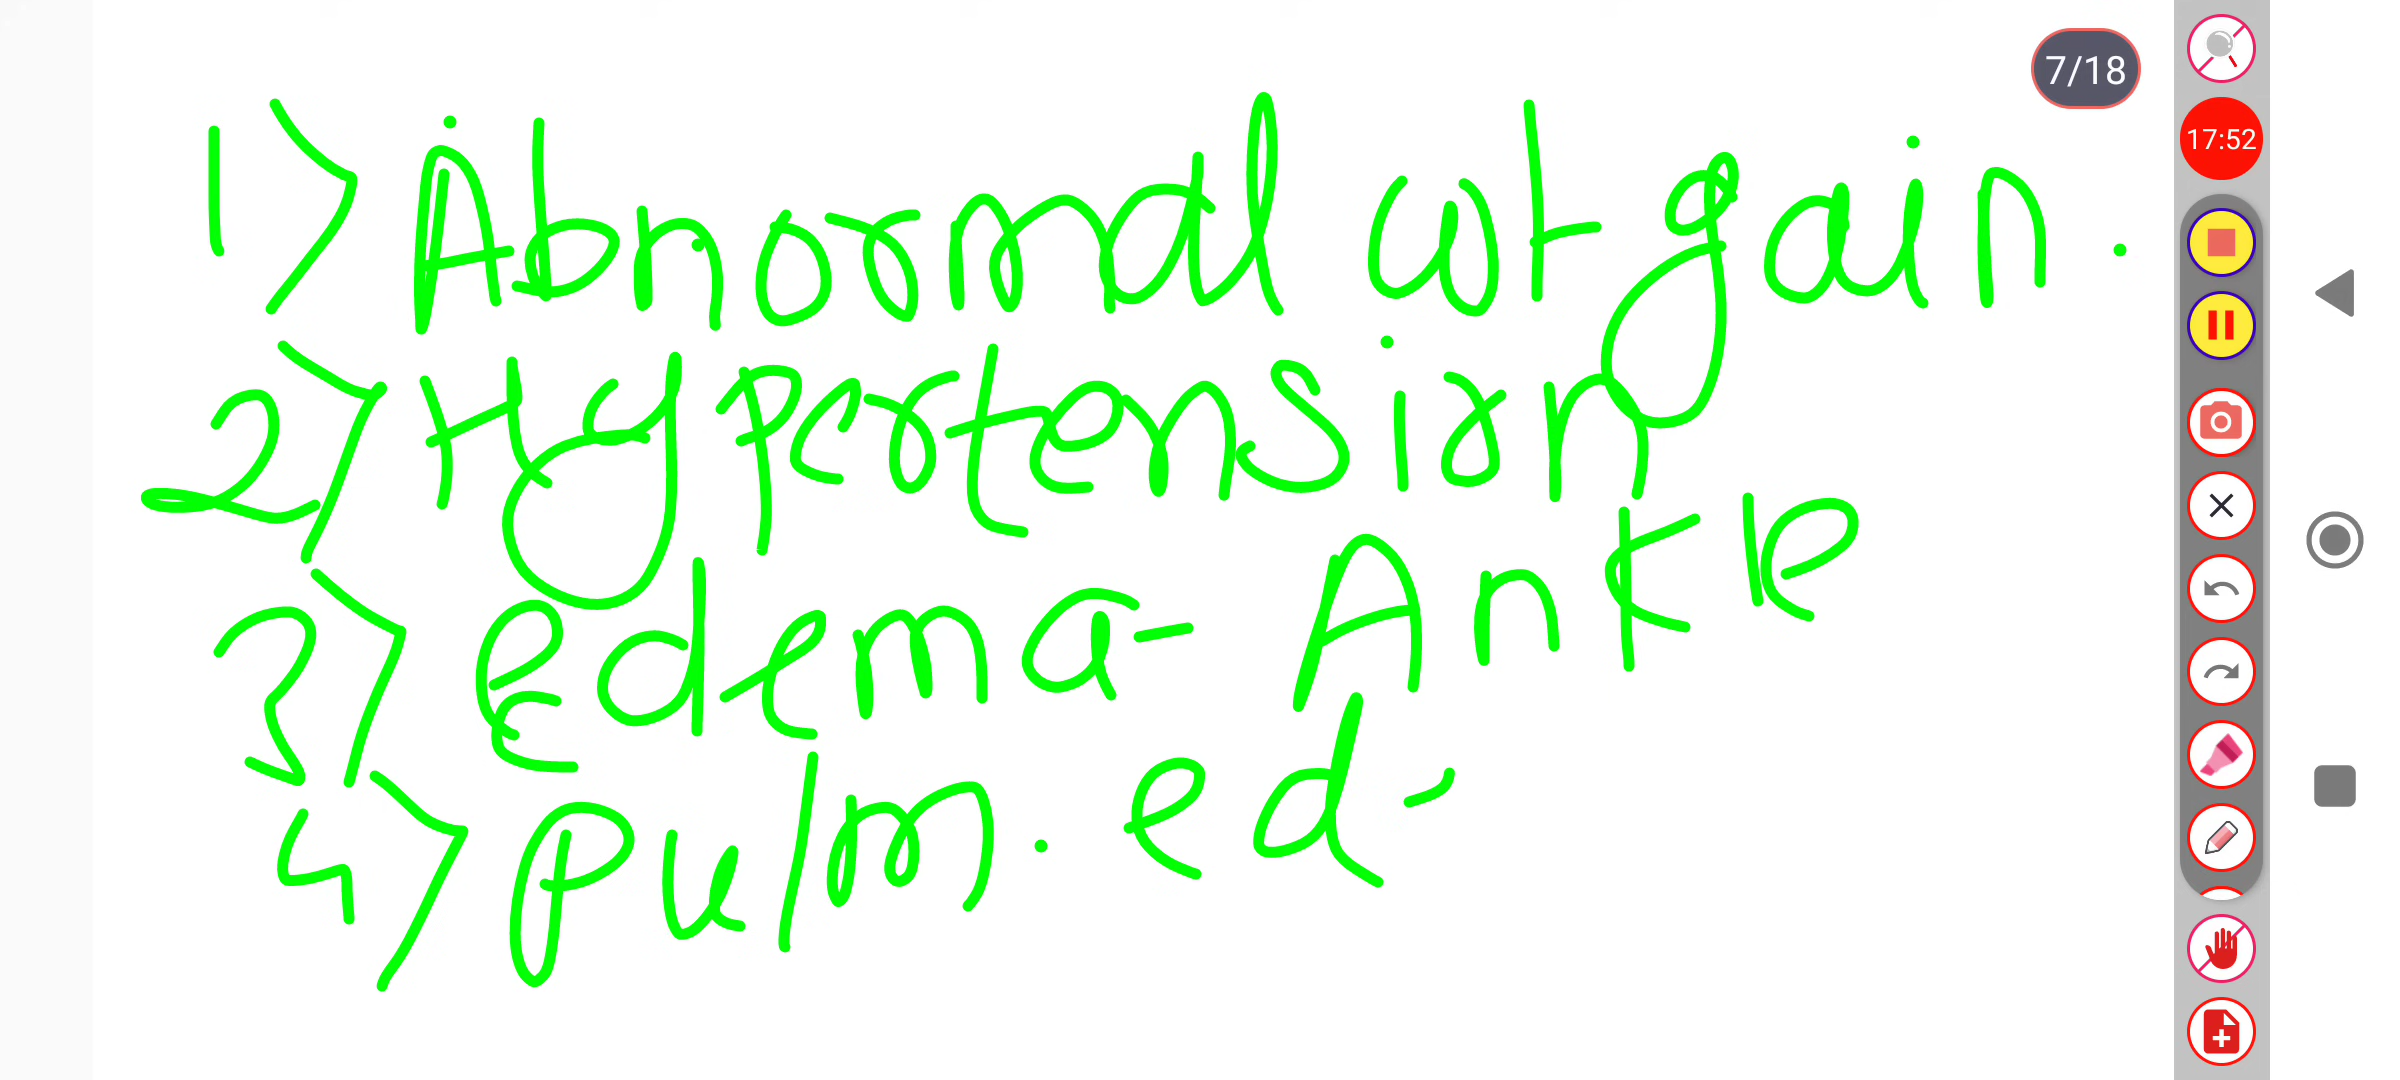 7/18
17:52
1) Abnormal wt gain.
2) Hypertension
3) edema - Ankle
4) pulm. ed-